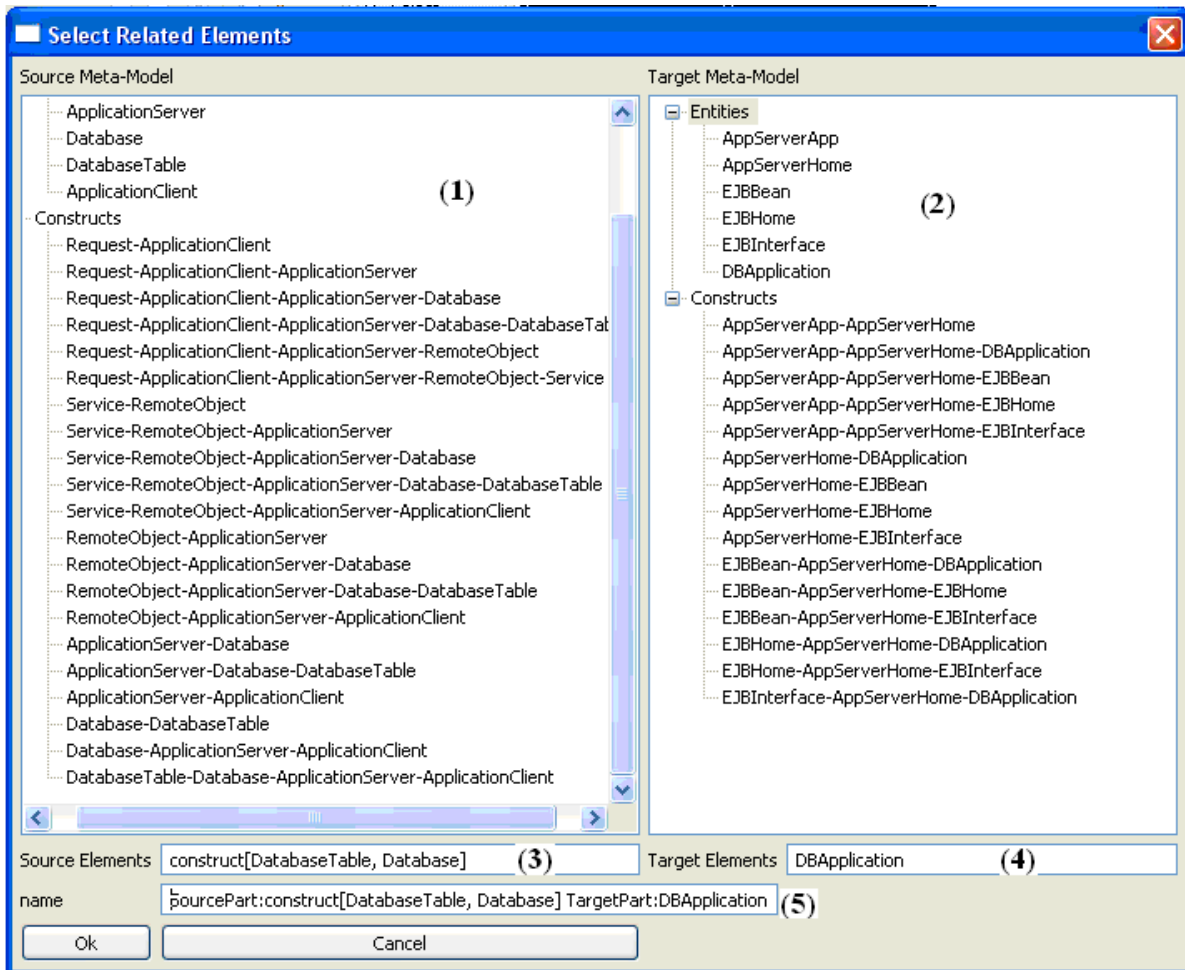 Select Related Elements
Source Meta-Model
ApplicationServer
Database
DatabaseTable
ApplicationClient
(1)
Constructs
Request-ApplicationClient
Request-ApplicationClient-ApplicationServer
Request-ApplicationClient-ApplicationServer-Database
Request-ApplicationClient-ApplicationServer-Database-DatabaseTab
Request-ApplicationClient-ApplicationServer-RemoteObject
Request-ApplicationClient-ApplicationServer-RemoteObject-Service
Service-RemoteObject
Service-RemoteObject-ApplicationServer
Service-RemoteObject-ApplicationServer-Database
Service-RemoteObject-ApplicationServer-Database-DatabaseTable
Service-RemoteObject-ApplicationServer-ApplicationClient
RemoteObject-ApplicationServer
RemoteObject-ApplicationServer-Database
RemoteObject-ApplicationServer-Database-DatabaseTable
RemoteObject-ApplicationServer-ApplicationClient
ApplicationServer-Database
ApplicationServer-Database-DatabaseTable
ApplicationServer-ApplicationClient
Database-DatabaseTable
Database-ApplicationServer-ApplicationClient
DatabaseTable-Database-ApplicationServer-ApplicationClient
Target Meta-Model
Entities
AppServerApp
AppServerHome
EJBBean
(2)
EJBHome
EJBInterface
DBApplication
Constructs
AppServerApp-AppServerHome
AppServerApp-AppServerHome-DBApplication
AppServerApp-AppServerHome-EJBBean
AppServerApp-AppServerHome-EJBHome
AppServerApp-AppServerHome-EJBInterface
AppServerHome-DBApplication
AppServerHome-EJBBean
AppServerHome-EJBHome
AppServerHome-EJBInterface
EJBBean-AppServerHome-DBApplication
EJBBean-AppServerHome-EJBHome
EJBBean-AppServerHome-EJBInterface
EJBHome-AppServerHome-DBApplication
EJBHome-AppServerHome-EJBInterface
EJBInterface-AppServerHome-DBApplication
Source Elements construct[DatabaseTable, Database] (3)
Target Elements DBApplication (4)
name sourcePart:construct[DatabaseTable, Database] TargetPart:DBApplication (5)
Ok Cancel